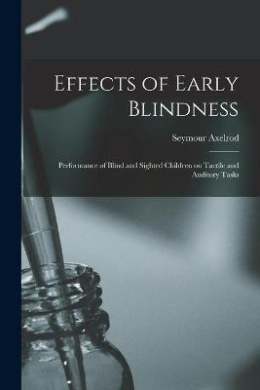 Effects of Early
Blindness
Seymour Axelrod
Performance of Blind and Sighted Children on Tactile and
Auditory Tasks